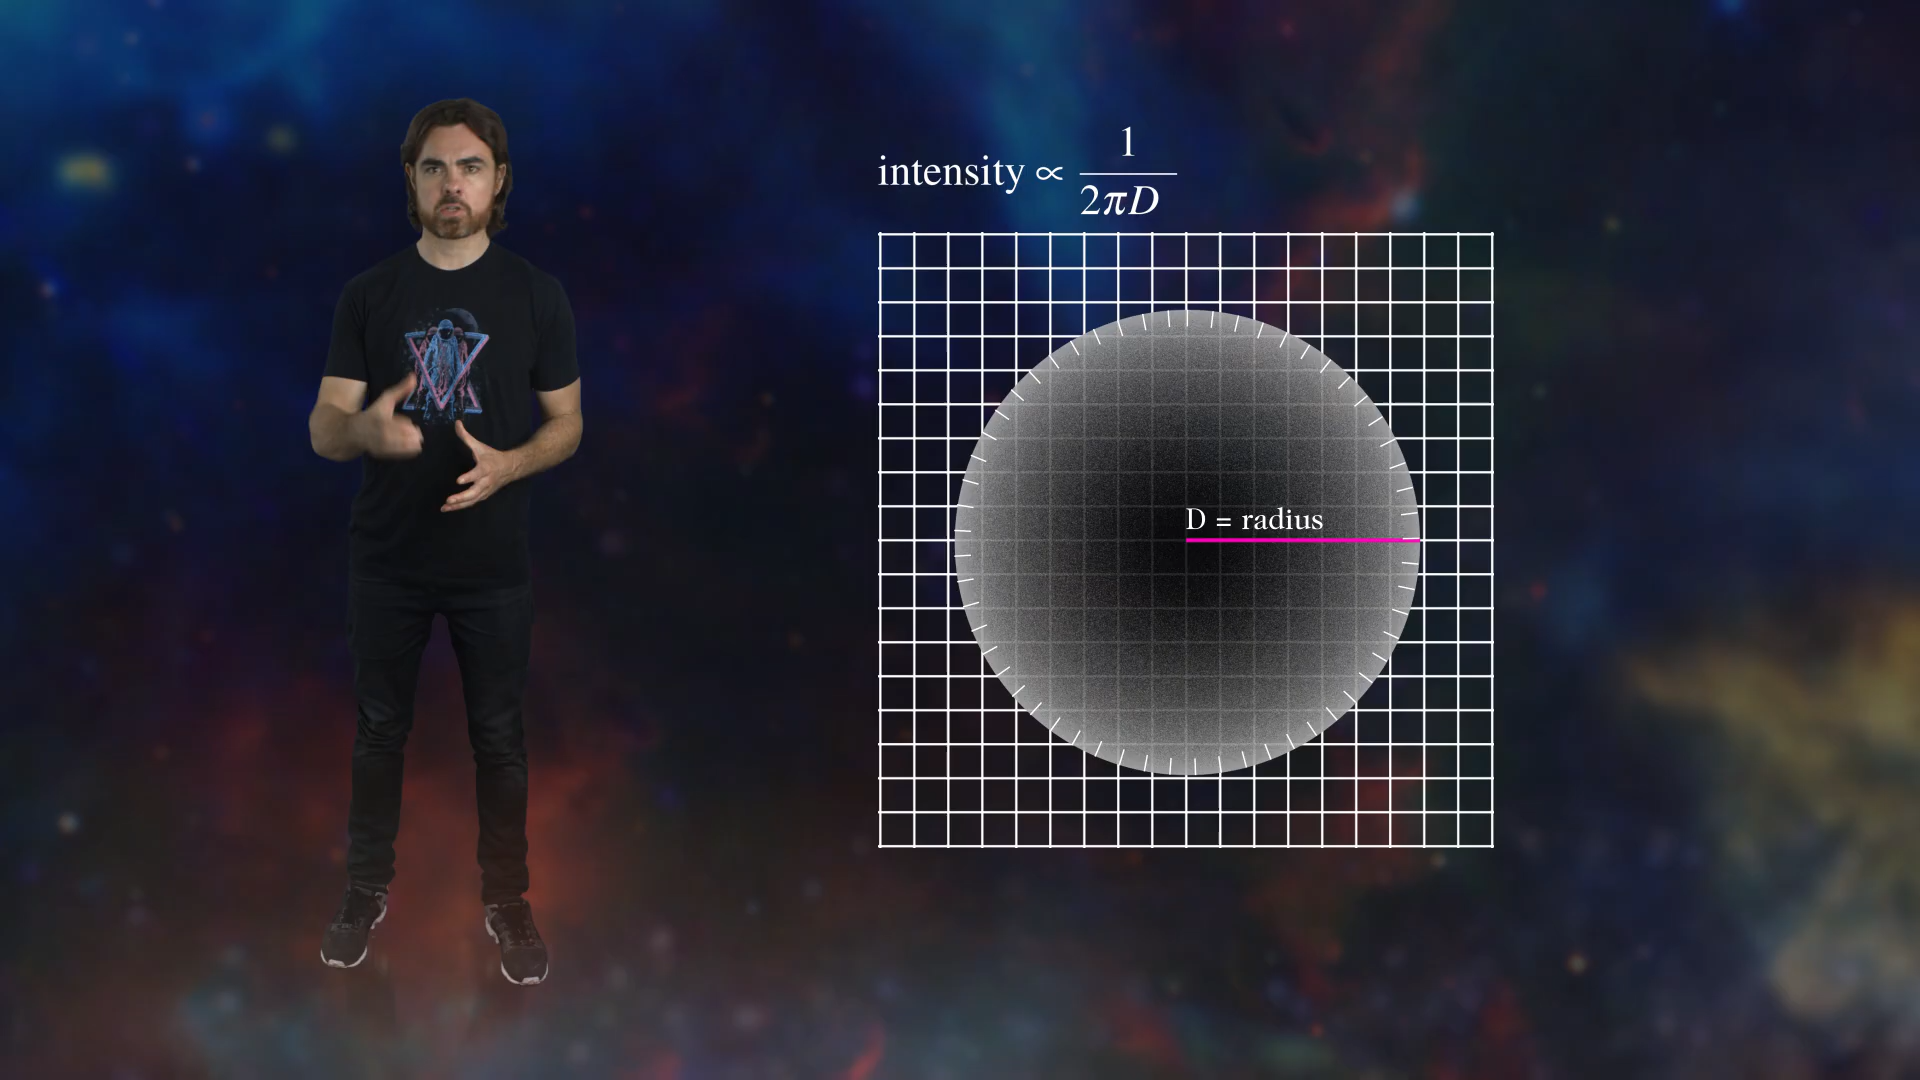 intensity ∝ 1
2πD
D = radius